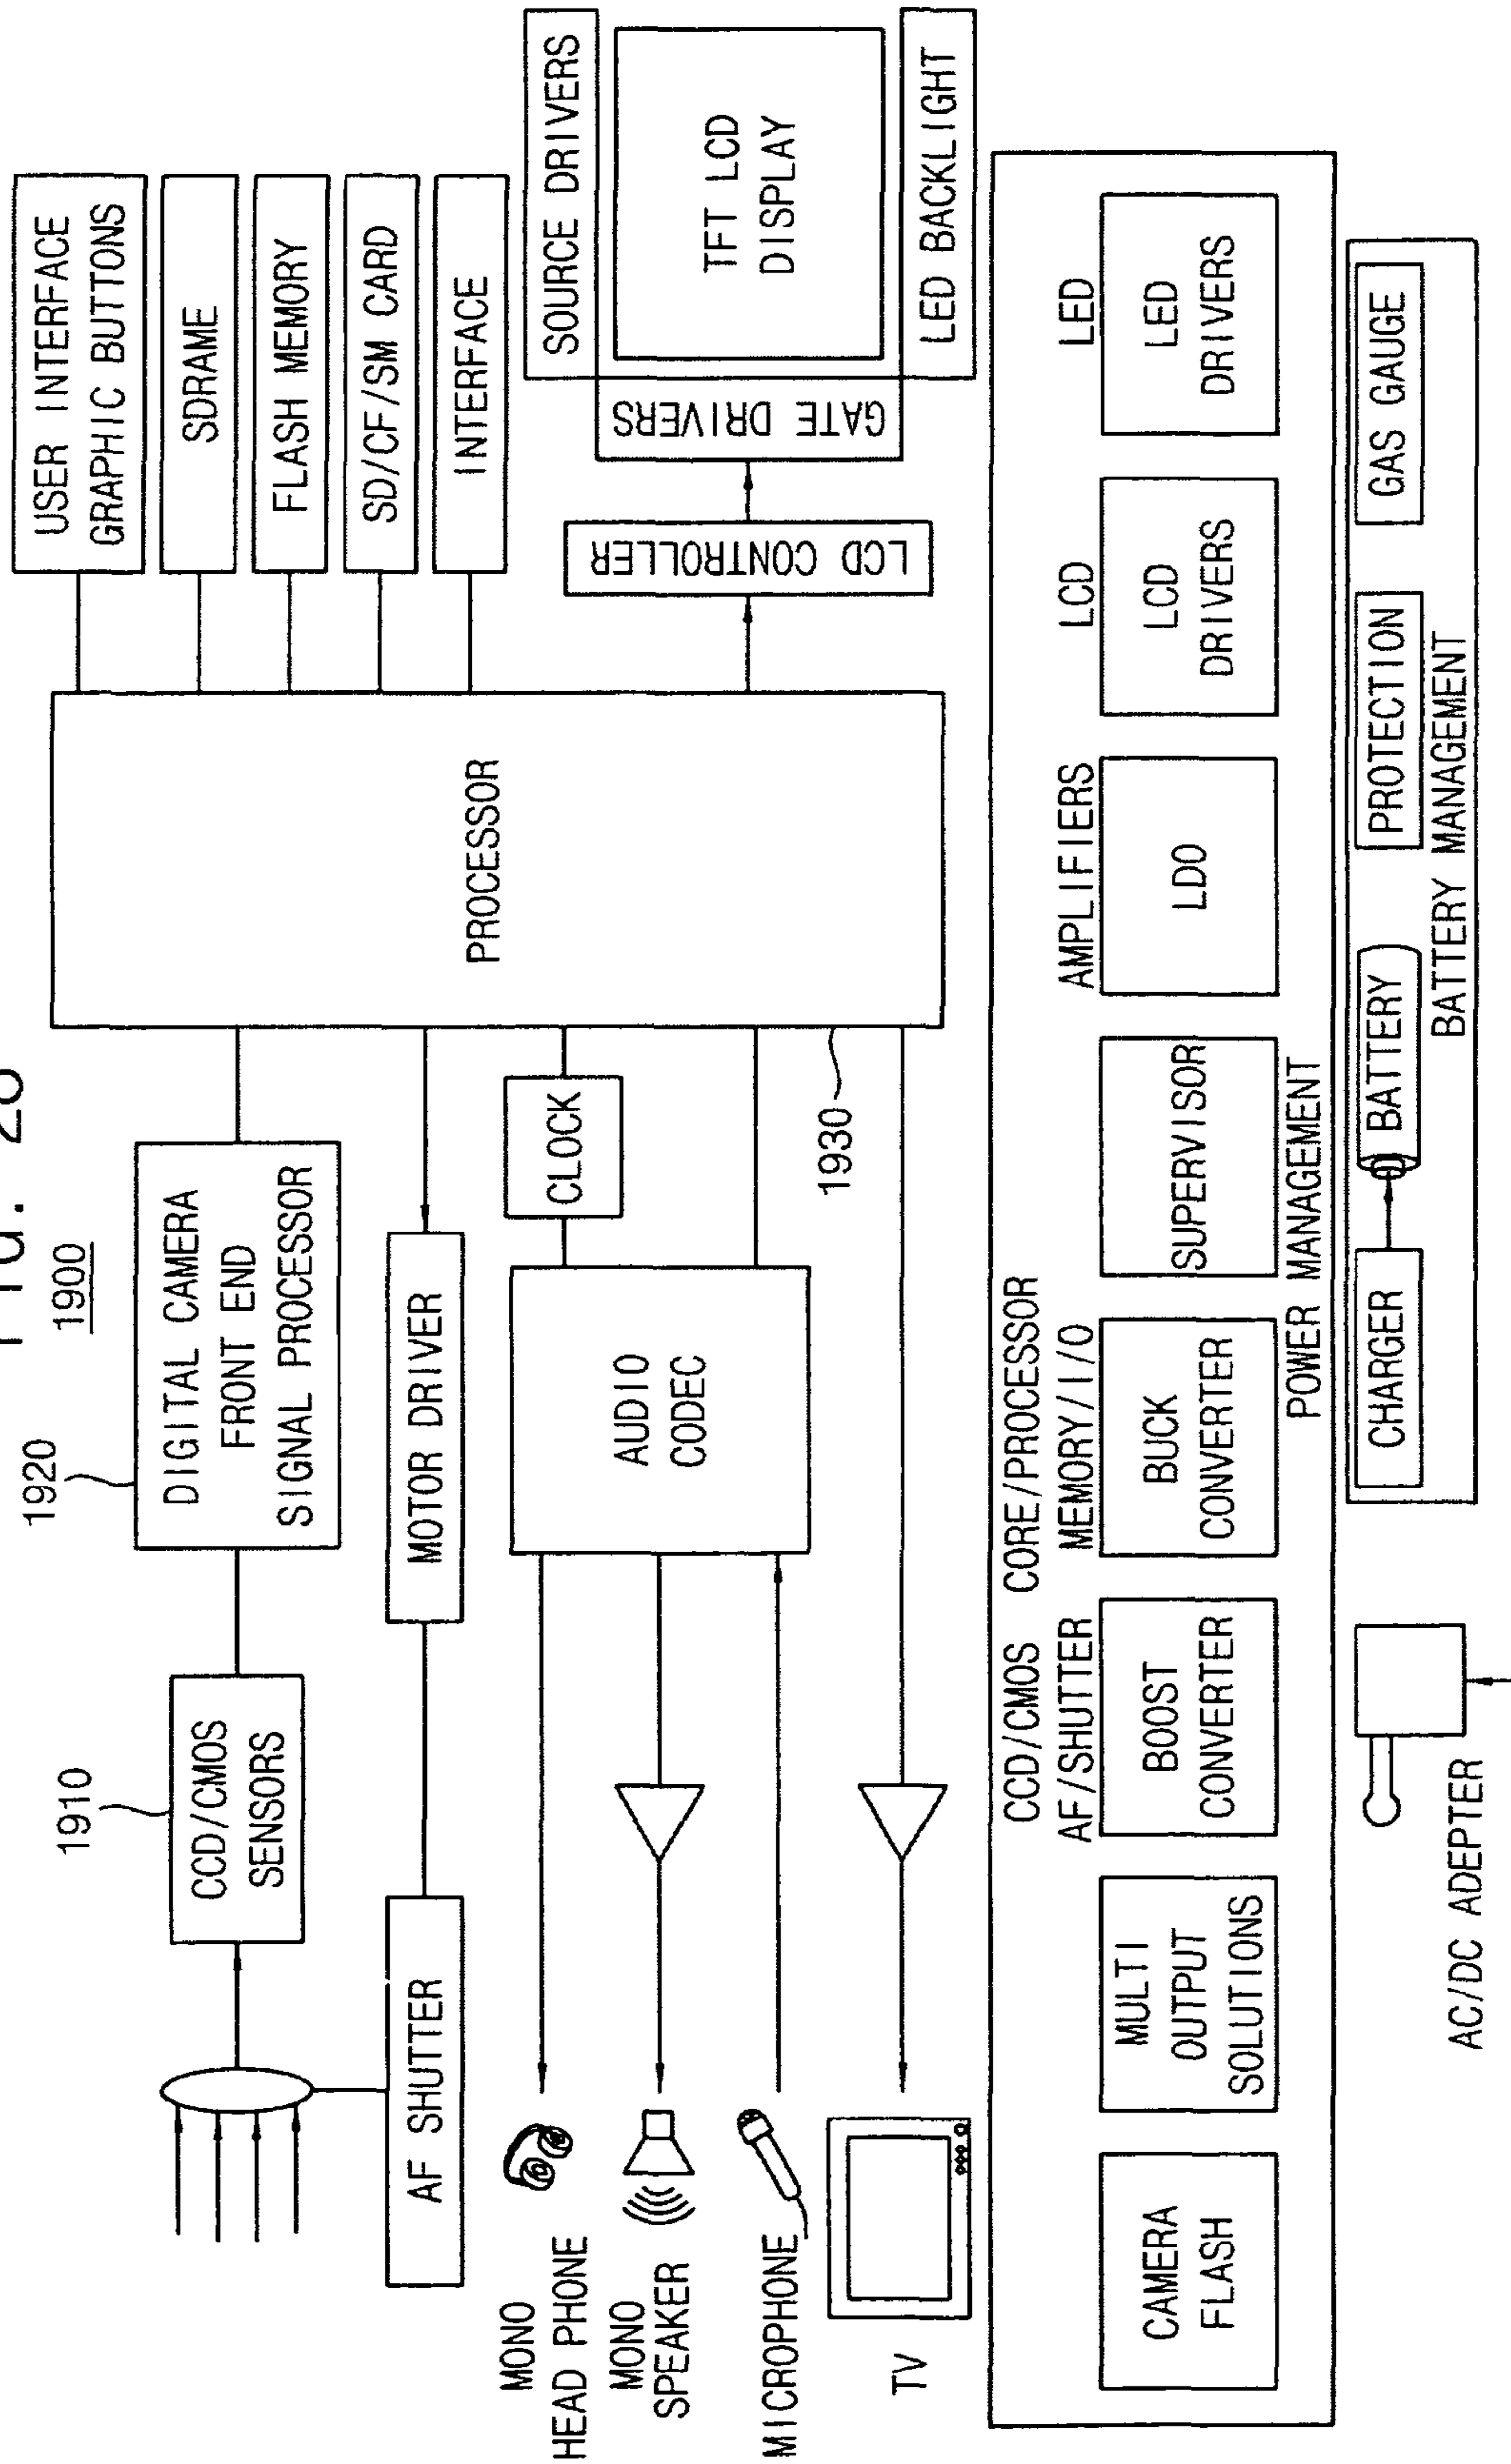 1900
1910
1920
CCD/CMOS
SENSORS
DIGITAL CAMERA
FRONT END
SIGNAL PROCESSOR
USER INTERFACE
GRAPHIC BUTTONS
SDRAME
FLASH MEMORY
SD/CF/SM CARD
INTERFACE
PROCESSOR
1930
AF SHUTTER
MOTOR DRIVER
CLOCK
AUDIO
CODEC
MONO
HEAD PHONE
MONO
SPEAKER
MICROPHONE
TV
LCD CONTROLLER
GATE DRIVERS
SOURCE DRIVERS
TFT LCD
DISPLAY
LED BACKLIGHT
CAMERA
FLASH
MULTI
OUTPUT
SOLUTIONS
CCD/CMOS
AF/SHUTTER
BOOST
CONVERTER
CORE/PROCESSOR
MEMORY/I/O
BUCK
CONVERTER
SUPERVISOR
AMPLIFIERS
LDO
LCD
LCD
DRIVERS
LED
LED
DRIVERS
POWER MANAGEMENT
AC/DC ADEPTER
CHARGER
BATTERY
PROTECTION
GAS GAUGE
BATTERY MANAGEMENT